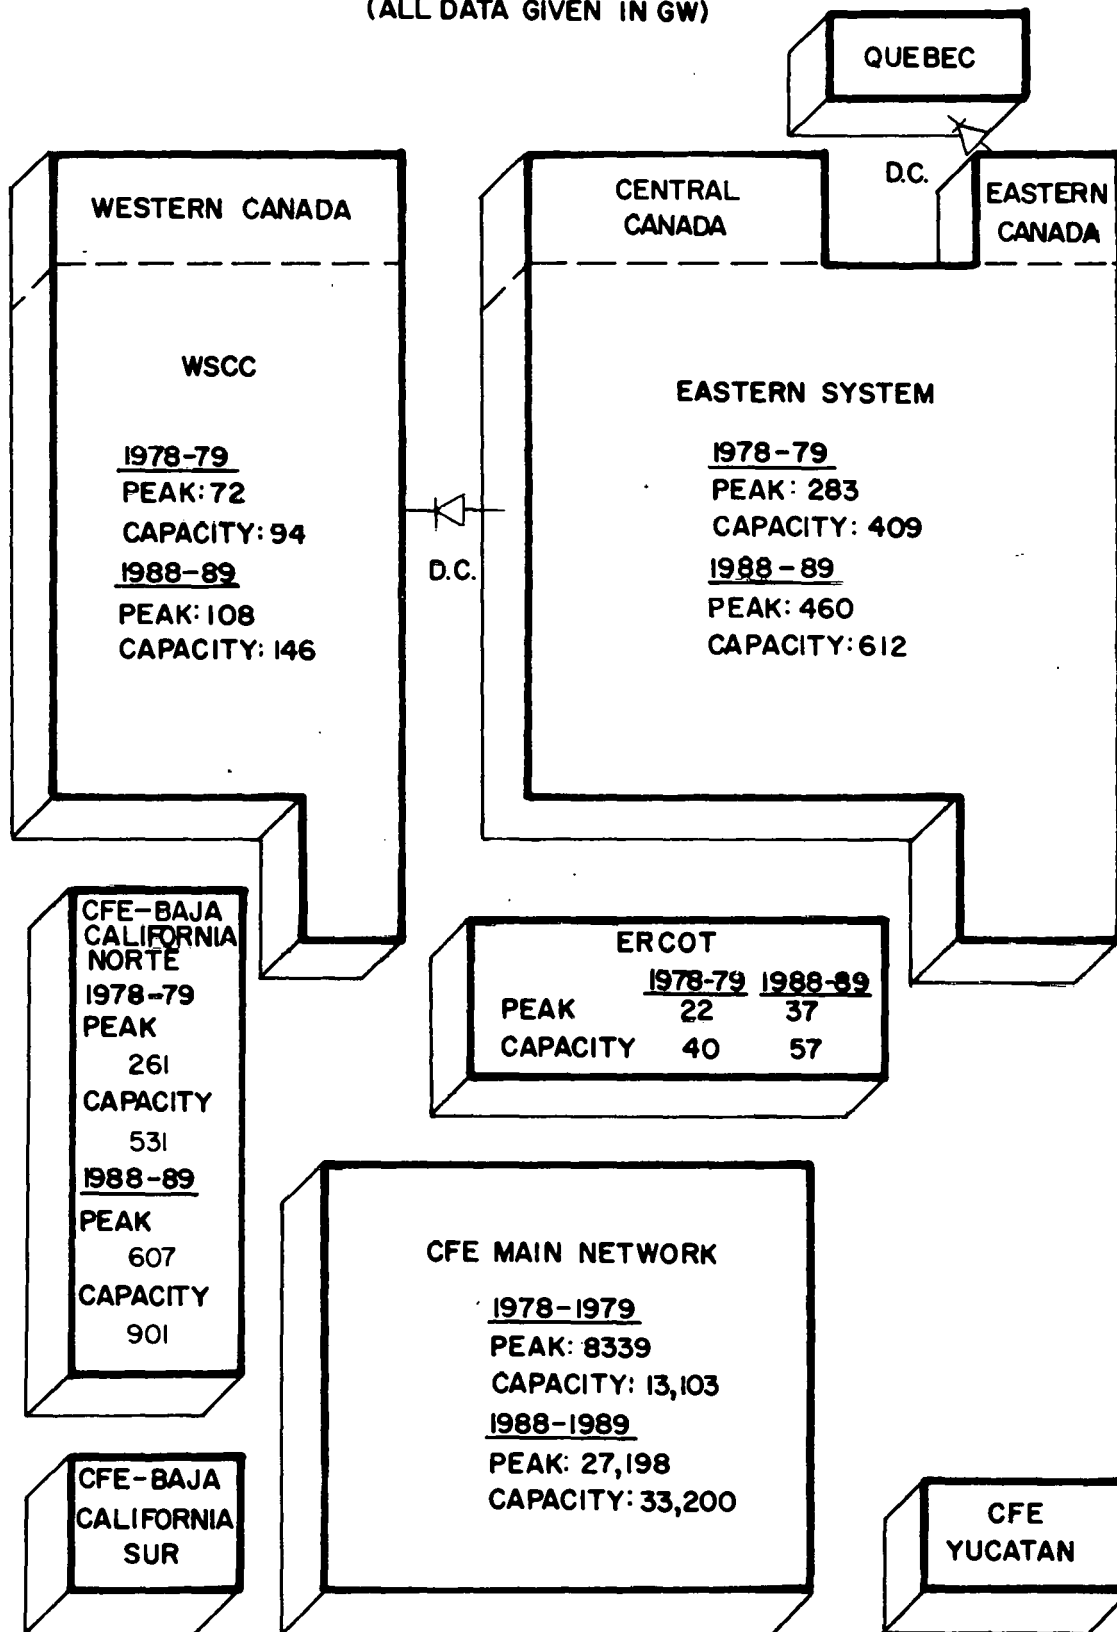 (ALL DATA GIVEN IN GW)
QUEBEC
D.C.
WESTERN CANADA
CENTRAL
CANADA
EASTERN
CANADA
WSCC
1978-79
PEAK: 72
CAPACITY: 94
1988-89
PEAK: 108
CAPACITY: 146
D.C.
EASTERN SYSTEM
1978-79
PEAK: 283
CAPACITY: 409
1988-89
PEAK: 460
CAPACITY: 612
CFE-BAJA
CALIFORNIA
NORTE
1978-79
PEAK
261
CAPACITY
531
1988-89
PEAK
607
CAPACITY
901
ERCOT
1978-79 1988-89
PEAK 22 37
CAPACITY 40 57
CFE MAIN NETWORK
1978-1979
PEAK: 8339
CAPACITY: 13,103
1988-1989
PEAK: 27,198
CAPACITY: 33,200
CFE-BAJA
CALIFORNIA
SUR
CFE
YUCATAN